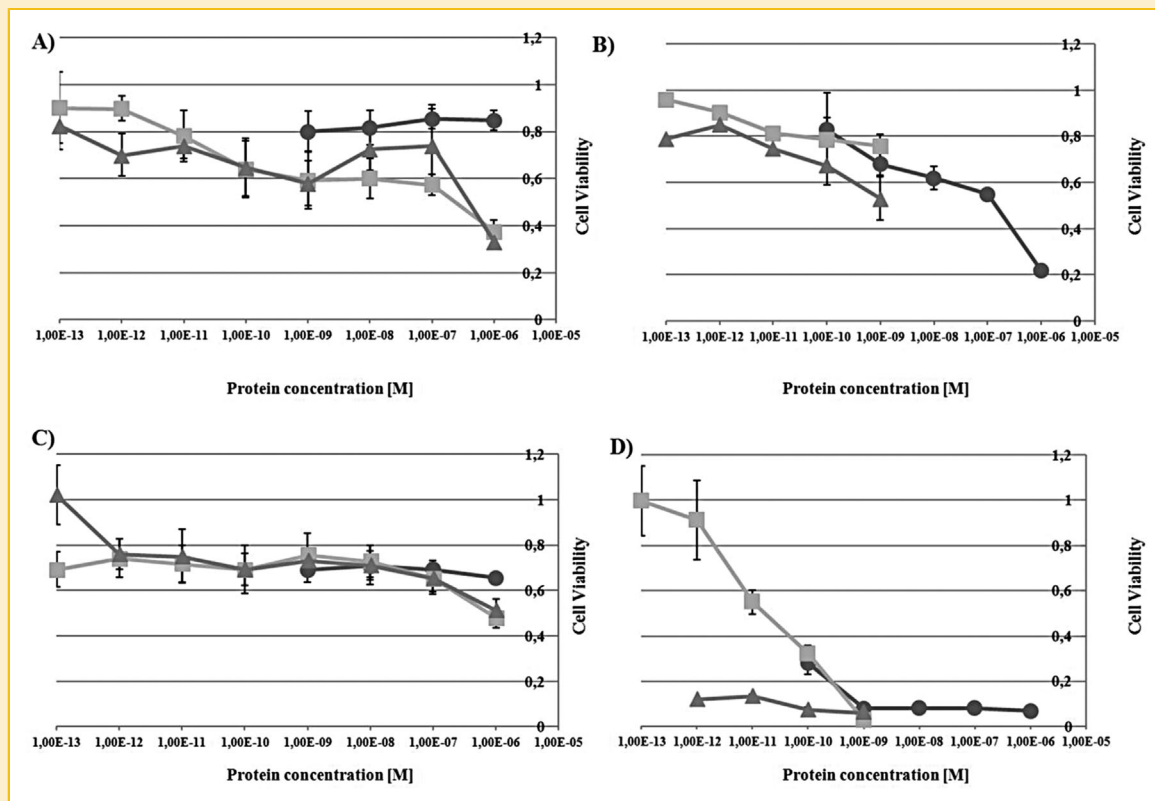 A)
1,2
1
0,8
0,6
0,4
0,2
0
Cell Viability
1,00E-13 1,00E-12 1,00E-11 1,00E-10 1,00E-09 1,00E-08 1,00E-07 1,00E-06 1,00E-05
Protein concentration [M]
B)
1,2
1
0,8
0,6
0,4
0,2
0
Cell Viability
1,00E-13 1,00E-12 1,00E-11 1,00E-10 1,00E-09 1,00E-08 1,00E-07 1,00E-06 1,00E-05
Protein concentration [M]
C)
1,2
1
0,8
0,6
0,4
0,2
0
Cell Viability
1,00E-13 1,00E-12 1,00E-11 1,00E-10 1,00E-09 1,00E-08 1,00E-07 1,00E-06 1,00E-05
Protein concentration [M]
D)
1,2
1
0,8
0,6
0,4
0,2
0
Cell Viability
1,00E-13 1,00E-12 1,00E-11 1,00E-10 1,00E-09 1,00E-08 1,00E-07 1,00E-06 1,00E-05
Protein concentration [M]